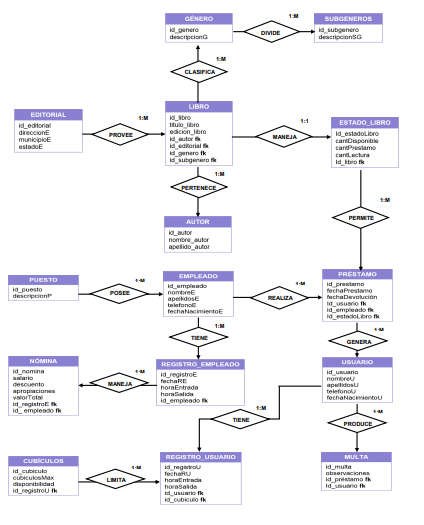 GÉNERO
id_genero
descripcionG
1:M
DIVIDE
SUBGENEROS
id_subgenero
descripcionSG
CLASIFICA
1:M
EDITORIAL
id_editorial
direccionE
municipioE
estadoE
1:M
PROVEE
LIBRO
id_libro
titulo_libro
edicion_libro
id_autor fk
id_editorial fk
id_genero fk
id_subgenero fk
1:1
MANEJA
ESTADO_LIBRO
Id_estadoLibro
cantDisponible
cantPrestamo
cantLectura
Id_libro fk
1:M
PERTENECE
1:M
PERMITE
AUTOR
id_autor
nombre_autor
apellido_autor
PUESTO
id_puesto
descripcionP
1:M
POSEE
EMPLEADO
id_empleado
nombreE
apellidosE
telefonoE
fechaNacimientoE
1:M
REALIZA
PRÉSTAMO
id_prestamo
fechaPrestamo
fechaDevolución
Id_usuario fk
id_empleado fk
Id_estadoLibro fk
1:M
TIENE
1:M
GENERA
NÓMINA
id_nomina
salario
descuento
apropiaciones
valorTotal
id_registroE fk
id_ empleado fk
1:M
MANEJA
REGISTRO_EMPLEADO
id_registroE
fechaRE
horaEntrada
horaSalida
id_empleado fk
USUARIO
id_usuario
nombreU
apellidosU
telefonoU
fechaNacimientoU
1:M
TIENE
1:M
PRODUCE
CUBÍCULOS
id_cubiculo
cubiculosMax
disponibilidad
id_registroU fk
1:M
LIMITA
REGISTRO_USUARIO
id_registroU
fechaRU
horaEntrada
horaSalida
Id_usuario fk
id_cubiculo fk
MULTA
id_multa
observaciones
id_préstamo fk
Id_usuario fk